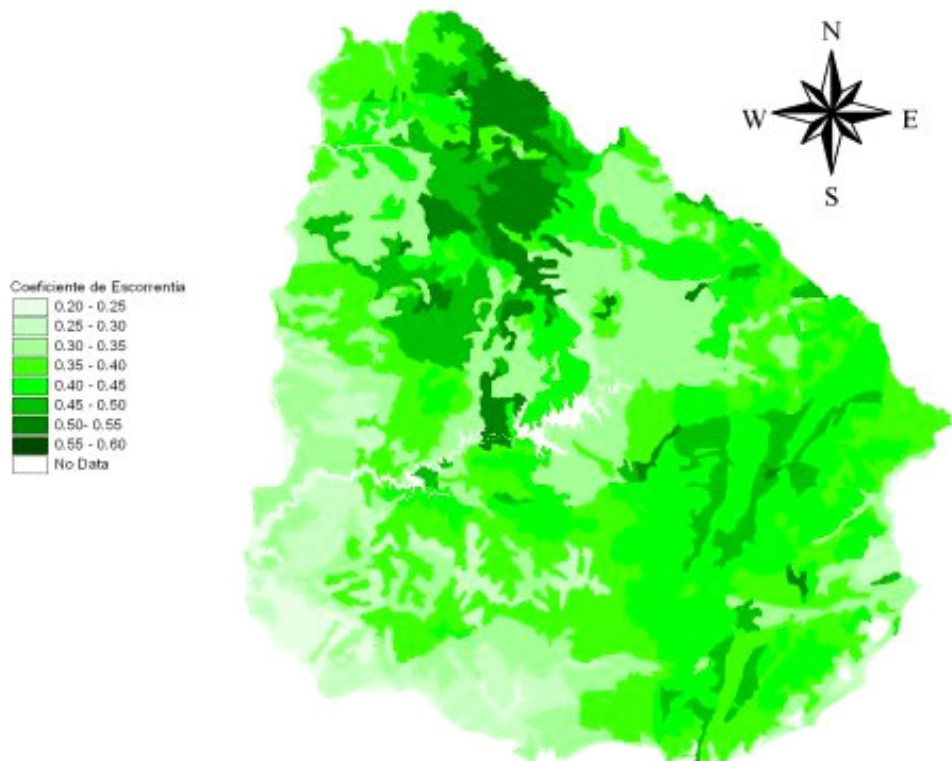 N
W E
S
Coeficiente de Escorrentia
0.20 - 0.25
0.25 - 0.30
0.30 - 0.35
0.35 - 0.40
0.40 - 0.45
0.45 - 0.50
0.50- 0.55
0.55 - 0.60
No Data